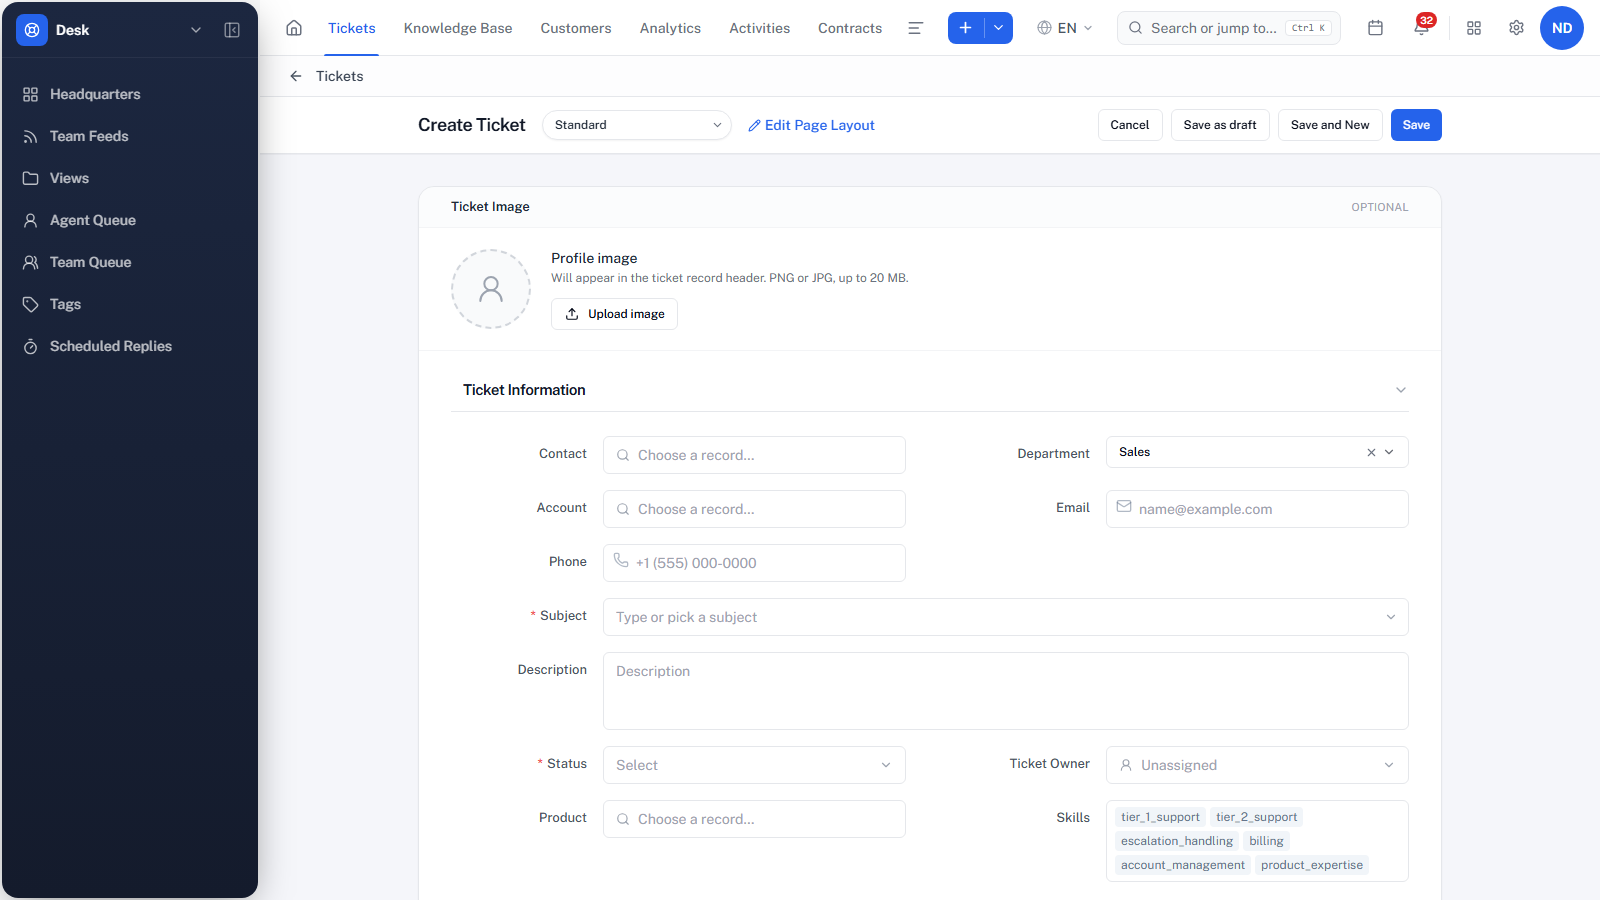 Desk
Headquarters
Team Feeds
Views
Agent Queue
Team Queue
Tags
Scheduled Replies
Tickets
Knowledge Base
Customers
Analytics
Activities
Contracts
EN
Search or jump to...
Ctrl K
32
ND
Tickets
Create Ticket
Standard
Edit Page Layout
Cancel
Save as draft
Save and New
Save
Ticket Image
OPTIONAL
Profile image
Will appear in the ticket record header. PNG or JPG, up to 20 MB.
Upload image
Ticket Information
Contact
Choose a record...
Department
Sales
Account
Choose a record...
Email
name@example.com
Phone
+1 (555) 000-0000
* Subject
Type or pick a subject
Description
Description
* Status
Select
Ticket Owner
Unassigned
Product
Choose a record...
Skills
tier_1_support tier_2_support
escalation_handling billing
account_management product_expertise